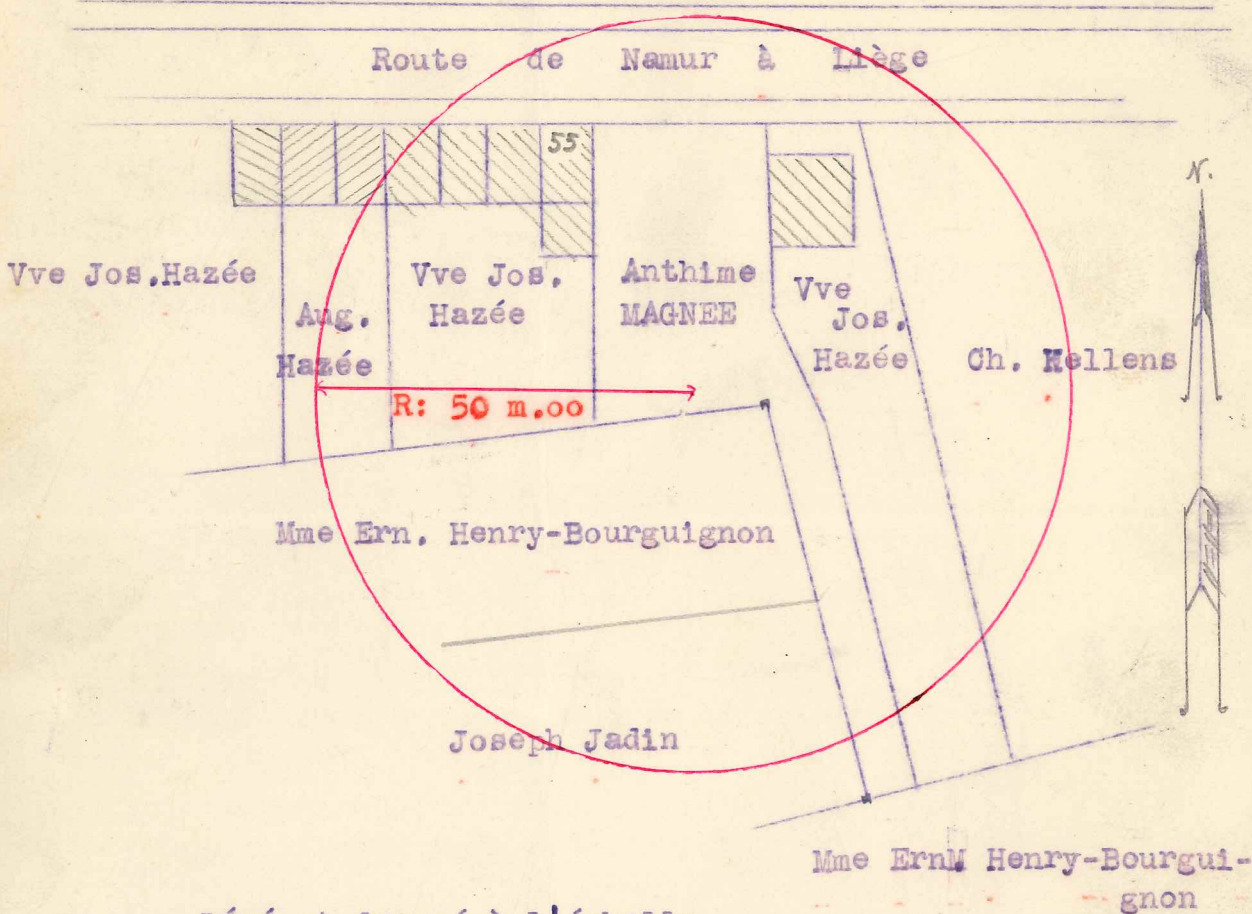 Route de Namur à Liège
55
N.
Vve Jos.Hazée
Aug.
Hazée
Vve Jos.
Hazée
Anthime
MAGNEE
Vve
Jos.
Hazée
Ch. Nellens
R: 50 m.oo
Mme Ern. Henry-Bourguignon
Joseph Jadin
Mme ErnM Henry-Bourgui-
gnon